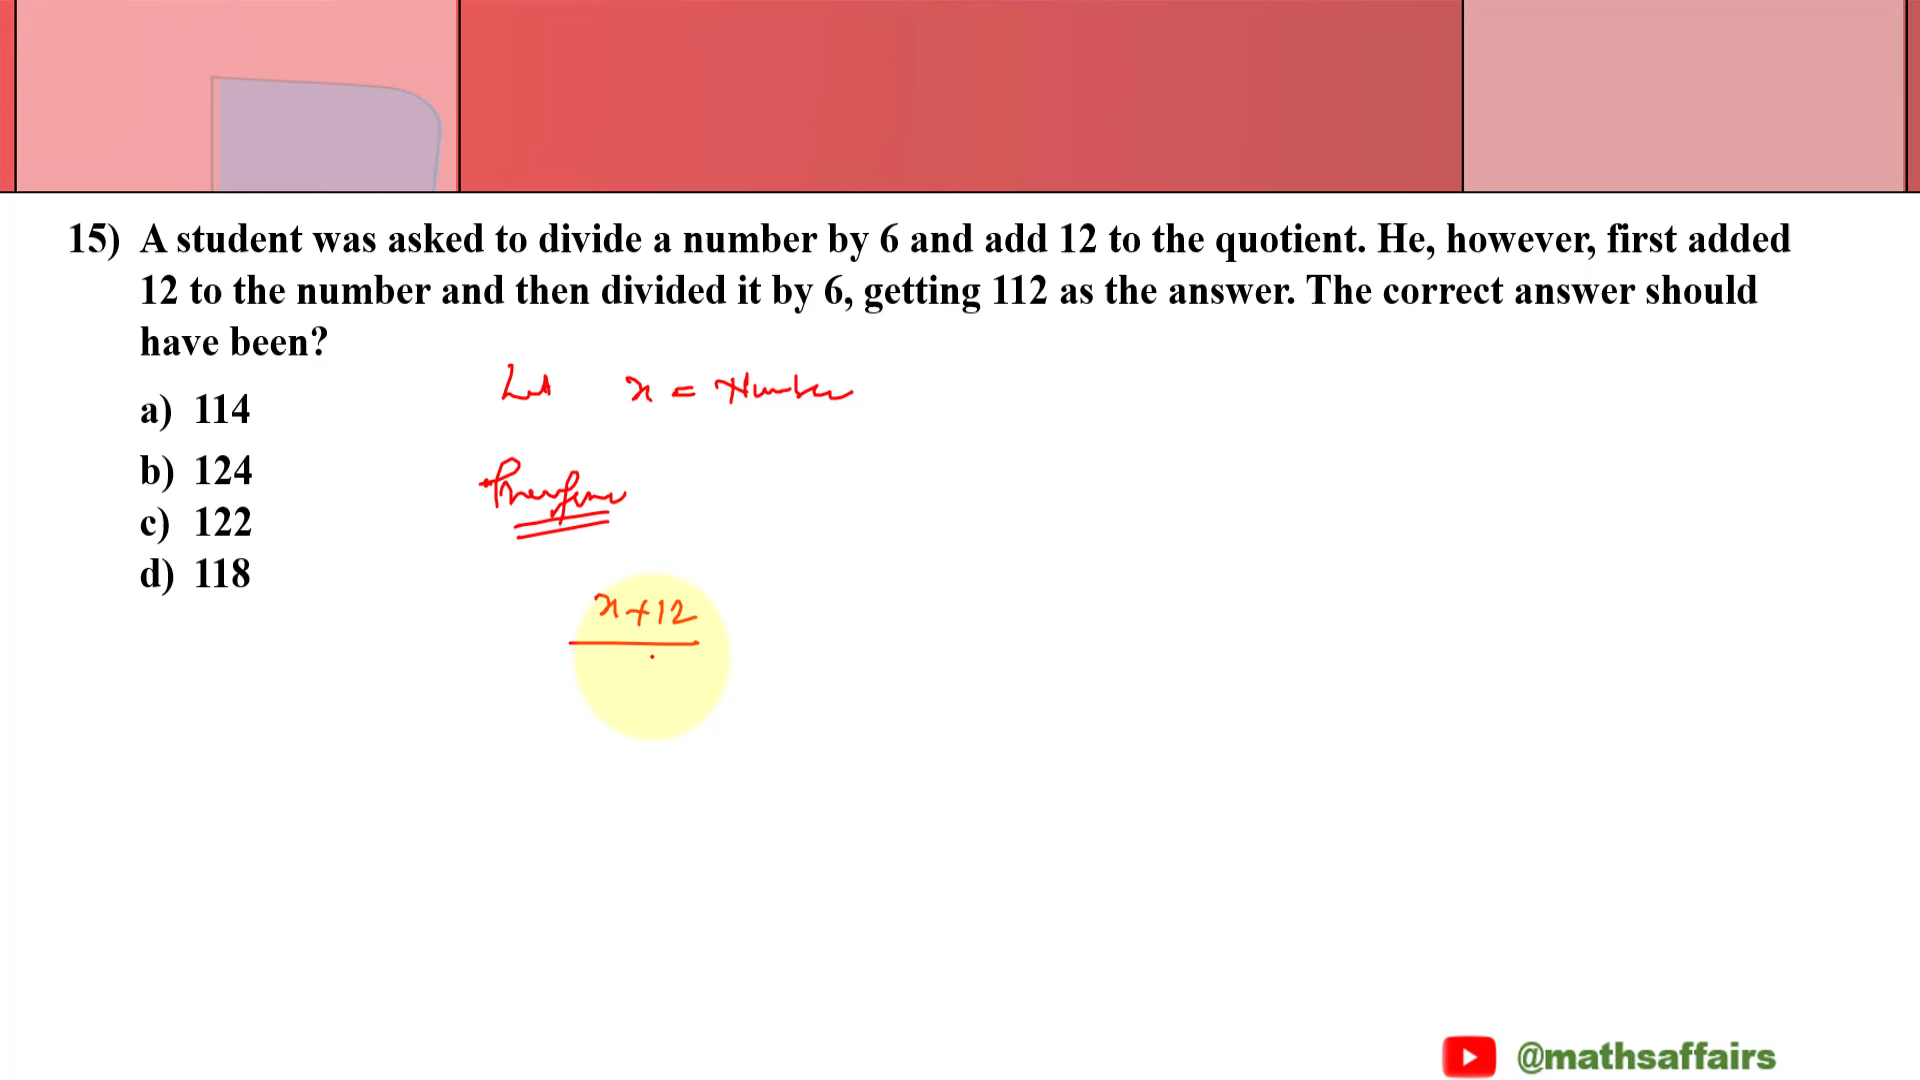 15) A student was asked to divide a number by 6 and add 12 to the quotient. He, however, first added
12 to the number and then divided it by 6, getting 112 as the answer. The correct answer should
have been?
Let x = Number
a) 114
b) 124
Therefore
c) 122
d) 118
x+12
@mathsaffairs